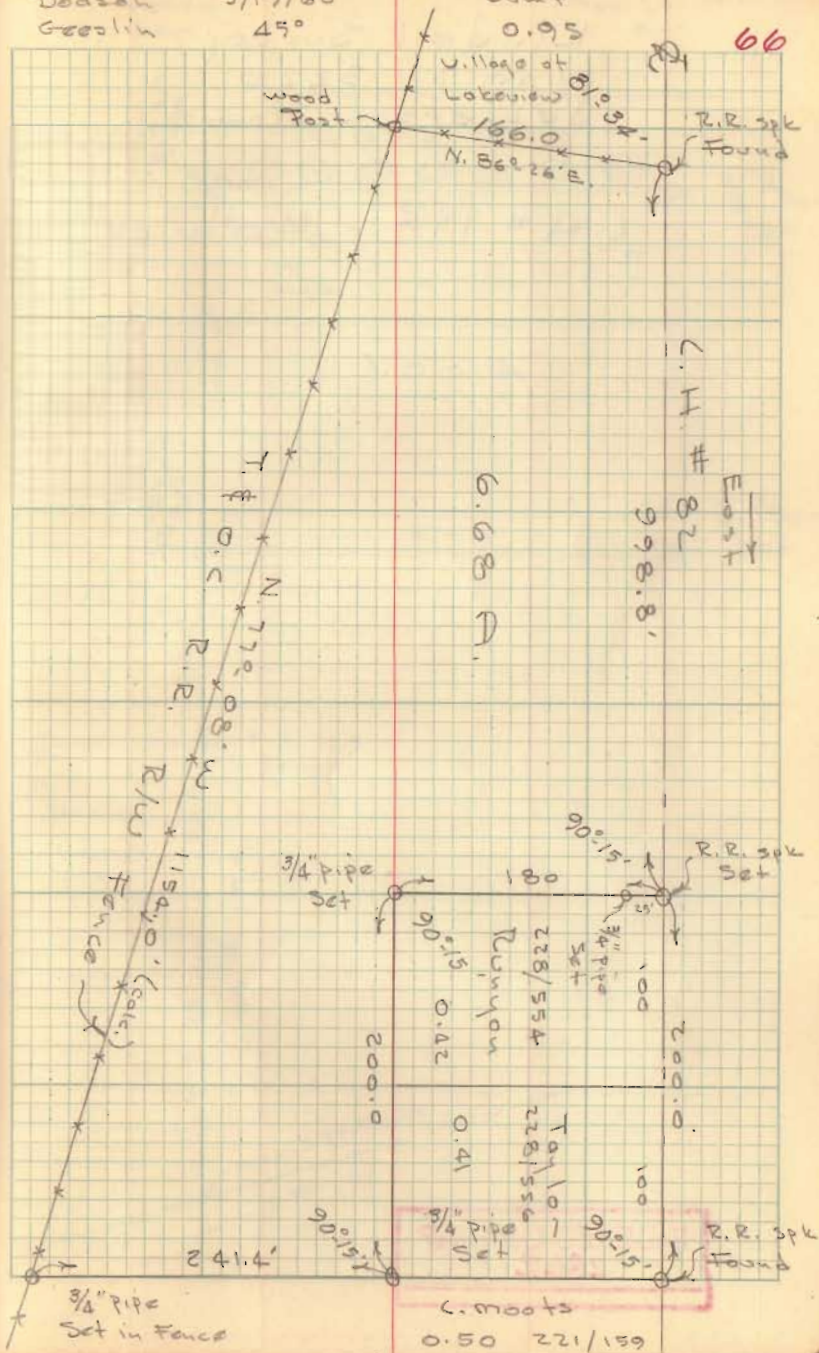 Geeslin 45° 0.95
66
Village of
Lakeview
81°-34'
wood
Post
166.0
N. 86° 26' E.
R.R. spk
Found
C. H # 82
East
998.8'
6.68 A.
T. & O. C
R. R.
R/W
N. 77° 08' W
1154.0' (calc.)
Fence
90°-15'
R.R. spk
Set
3/4" pipe
Set
180
25'
3/4" pipe
set
90°-15
Runyon
228/554
0.42
100
200.0
200.0
Taylor
228/556
0.41
100
90°-15'
3/4" pipe
Set
90°-15'
R.R. spk
Found
241.4'
3/4" pipe
Set in Fence
C. Moots
0.50 221/159